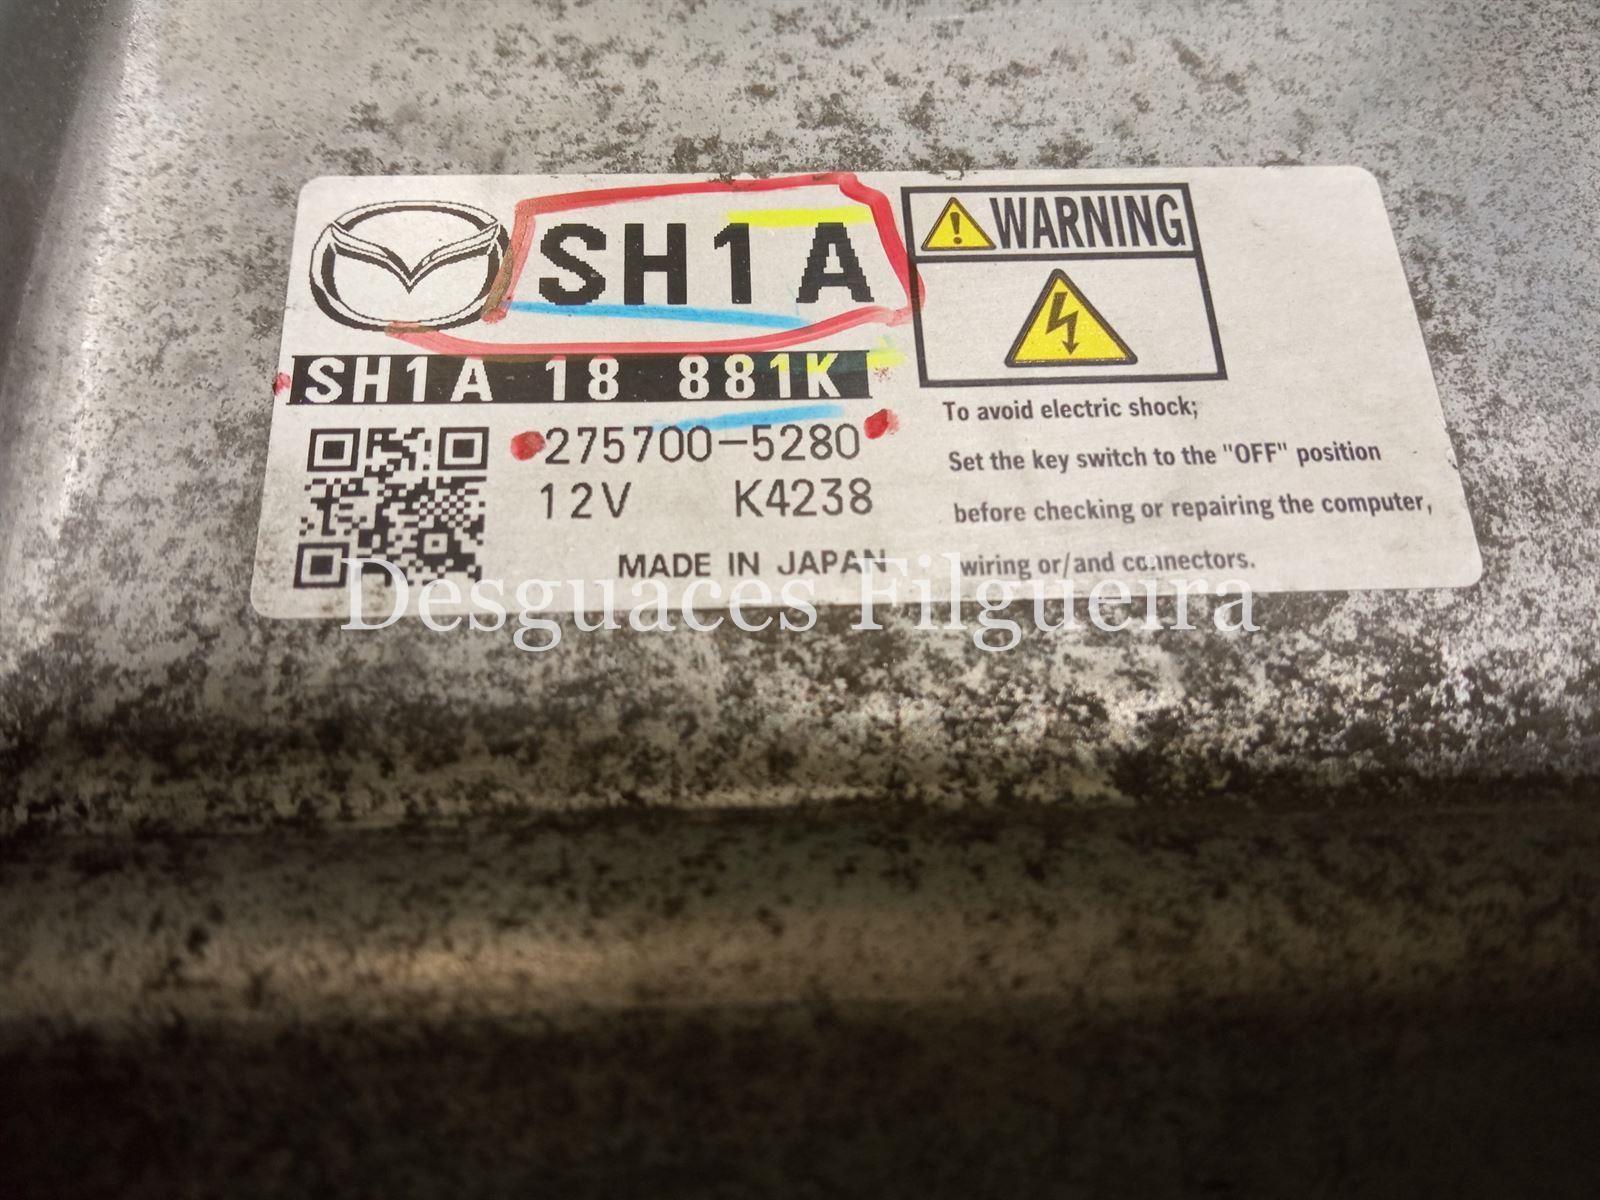 SH1A
SH1A 18 881K
275700-5280
12V K4238
MADE IN JAPAN
WARNING
To avoid electric shock;
Set the key switch to the "OFF" position
before checking or repairing the computer,
wiring or/and connectors.
Desguaces Filgueira